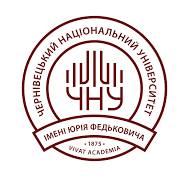 ЧЕРНІВЕЦЬКИЙ НАЦІОНАЛЬНИЙ УНІВЕРСИТЕТ
ЧНУ
ІМЕНІ ЮРІЯ ФЕДЬКОВИЧА
· 1875 ·
VIVAT ACADEMIA